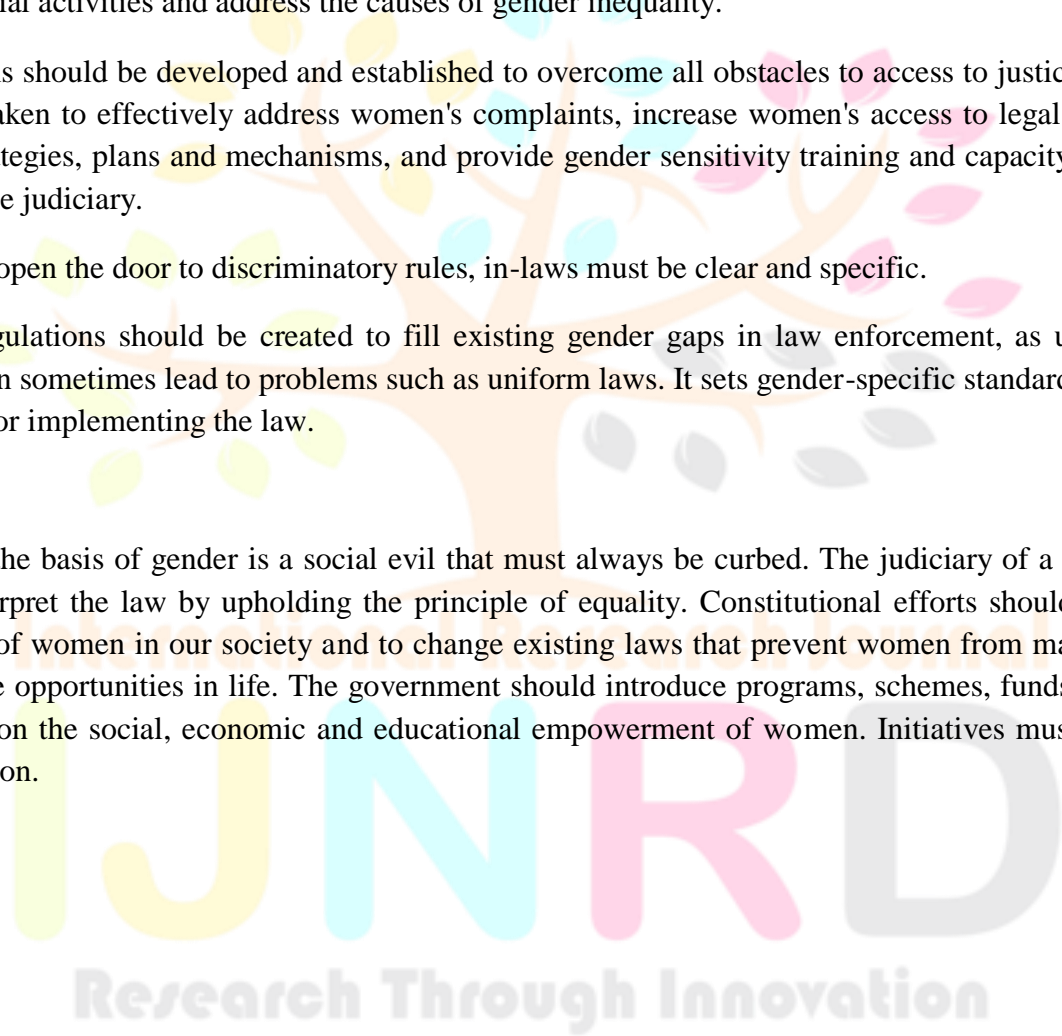 ial activities and address the causes of gender inequality.
s should be developed and established to overcome all obstacles to access to justic
aken to effectively address women's complaints, increase women's access to legal
tegies, plans and mechanisms, and provide gender sensitivity training and capacity
e judiciary.
open the door to discriminatory rules, in-laws must be clear and specific.
gulations should be created to fill existing gender gaps in law enforcement, as u
n sometimes lead to problems such as uniform laws. It sets gender-specific standard
or implementing the law.
the basis of gender is a social evil that must always be curbed. The judiciary of a
rpret the law by upholding the principle of equality. Constitutional efforts should
of women in our society and to change existing laws that prevent women from ma
e opportunities in life. The government should introduce programs, schemes, funds
on the social, economic and educational empowerment of women. Initiatives mus
on.
International Research Journal
IJNRD
Research Through Innovation